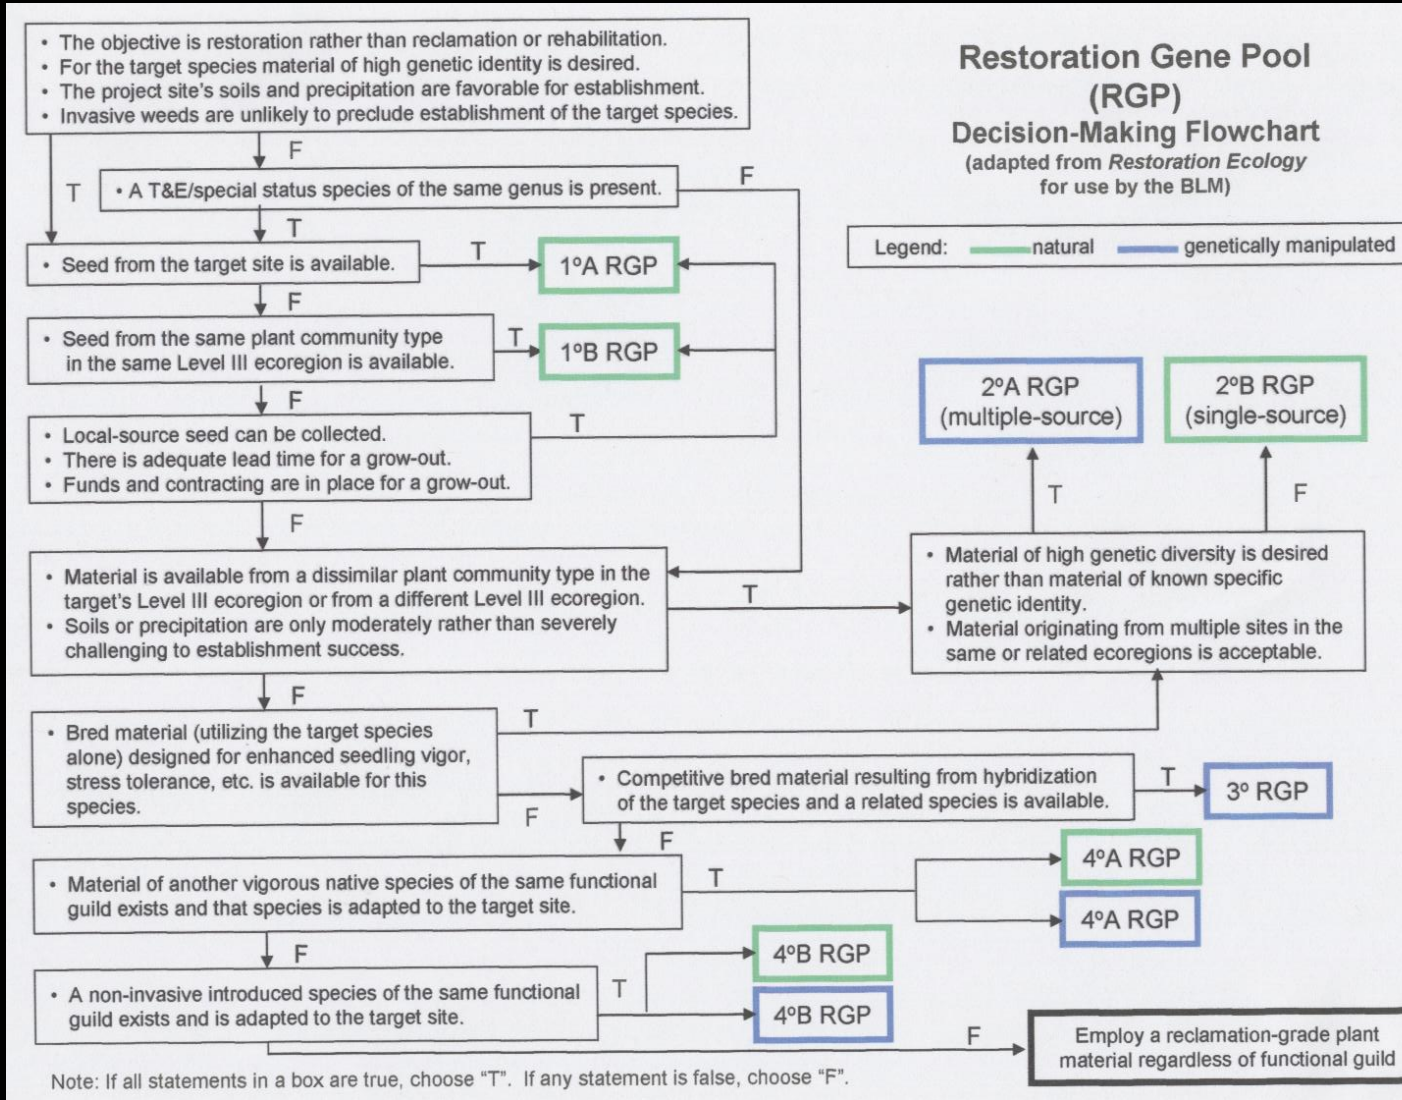 • The objective is restoration rather than reclamation or rehabilitation.
• For the target species material of high genetic identity is desired.
• The project site's soils and precipitation are favorable for establishment.
• Invasive weeds are unlikely to preclude establishment of the target species.
Restoration Gene Pool
(RGP)
Decision-Making Flowchart
(adapted from Restoration Ecology
for use by the BLM)
Legend: natural genetically manipulated
F
T
• A T&E/special status species of the same genus is present.
F
T
• Seed from the target site is available.
T
1ºA RGP
F
• Seed from the same plant community type
in the same Level III ecoregion is available.
T
1ºB RGP
F
• Local-source seed can be collected.
• There is adequate lead time for a grow-out.
• Funds and contracting are in place for a grow-out.
T
F
2ºA RGP
(multiple-source)
2ºB RGP
(single-source)
T
F
• Material is available from a dissimilar plant community type in the
target's Level III ecoregion or from a different Level III ecoregion.
• Soils or precipitation are only moderately rather than severely
challenging to establishment success.
T
• Material of high genetic diversity is desired
rather than material of known specific
genetic identity.
• Material originating from multiple sites in the
same or related ecoregions is acceptable.
F
• Bred material (utilizing the target species
alone) designed for enhanced seedling vigor,
stress tolerance, etc. is available for this
species.
T
F
• Competitive bred material resulting from hybridization
of the target species and a related species is available.
T
3º RGP
F
• Material of another vigorous native species of the same functional
guild exists and that species is adapted to the target site.
T
4ºA RGP
4ºA RGP
F
• A non-invasive introduced species of the same functional
guild exists and is adapted to the target site.
T
4ºB RGP
4ºB RGP
F
Employ a reclamation-grade plant
material regardless of functional guild
Note: If all statements in a box are true, choose "T". If any statement is false, choose "F".